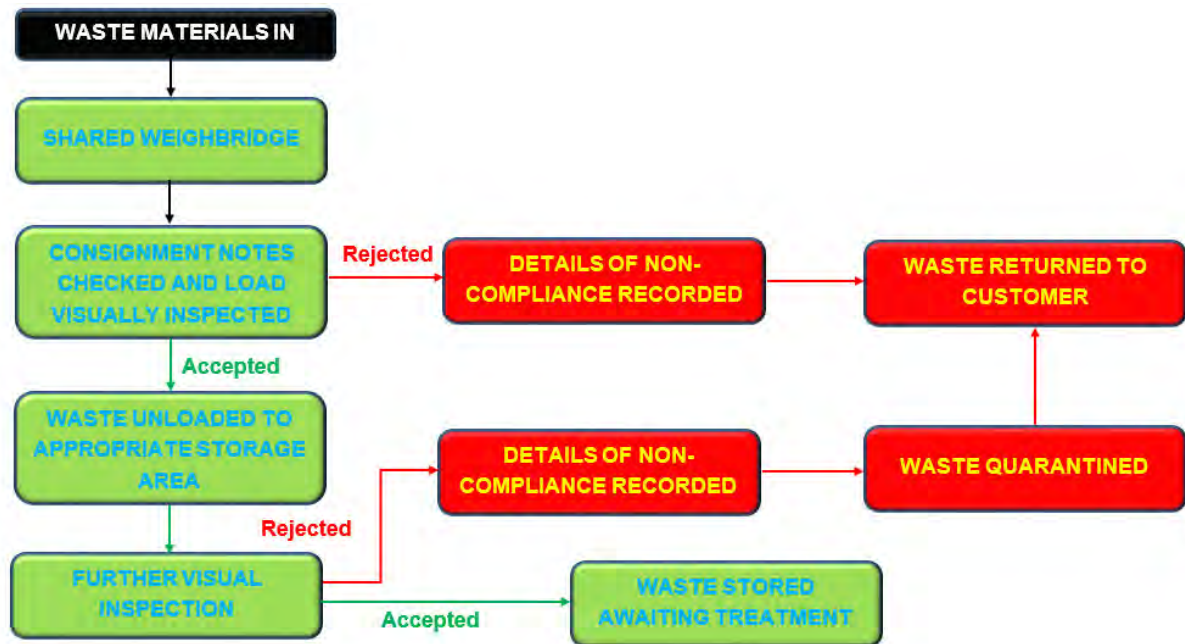 WASTE MATERIALS IN
SHARED WEIGHBRIDGE
CONSIGNMENT NOTES
CHECKED AND LOAD
VISUALLY INSPECTED
Rejected
DETAILS OF NON-
COMPLIANCE RECORDED
WASTE RETURNED TO
CUSTOMER
Accepted
WASTE UNLOADED TO
APPROPRIATE STORAGE
AREA
Rejected
DETAILS OF NON-
COMPLIANCE RECORDED
WASTE QUARANTINED
FURTHER VISUAL
INSPECTION
Accepted
WASTE STORED
AWAITING TREATMENT